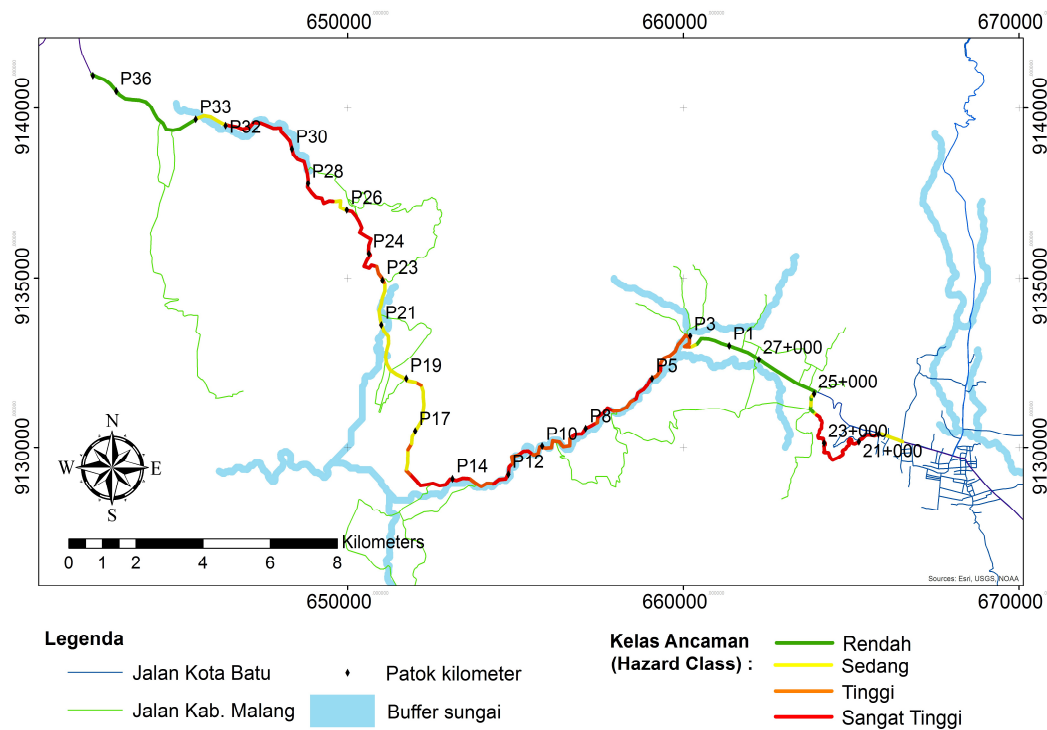 650000
660000
670000
9140000
9140000
9135000
9135000
9130000
9130000
P36
P33
P32
P30
P28
P26
P24
P23
P21
P19
P17
P14
P12
P10
P8
P5
P3
P1
27+000
25+000
23+000
21+000
N
W
E
S
Kilometers
0 1 2 4 6 8
Sources: Esri, USGS, NOAA
650000
660000
670000
Legenda
Jalan Kota Batu
Patok kilometer
Jalan Kab. Malang
Buffer sungai
Kelas Ancaman
(Hazard Class) :
Rendah
Sedang
Tinggi
Sangat Tinggi